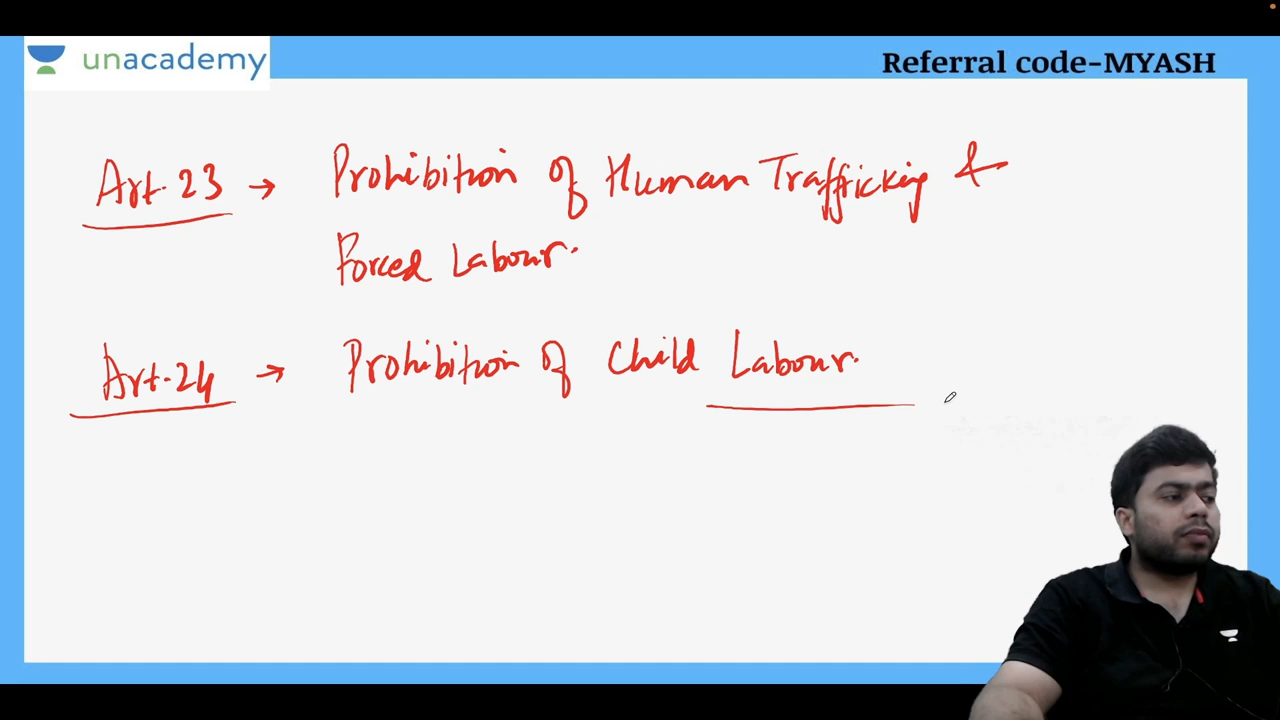 unacademy
Referral code-MYASH
Art. 23 → Prohibition of Human Trafficking &
Forced Labour.
Art. 24 → Prohibition of Child Labour.